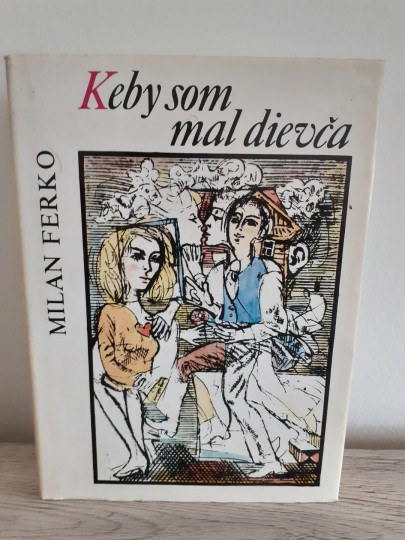 Keby som
mal dievča
MILAN FERKO